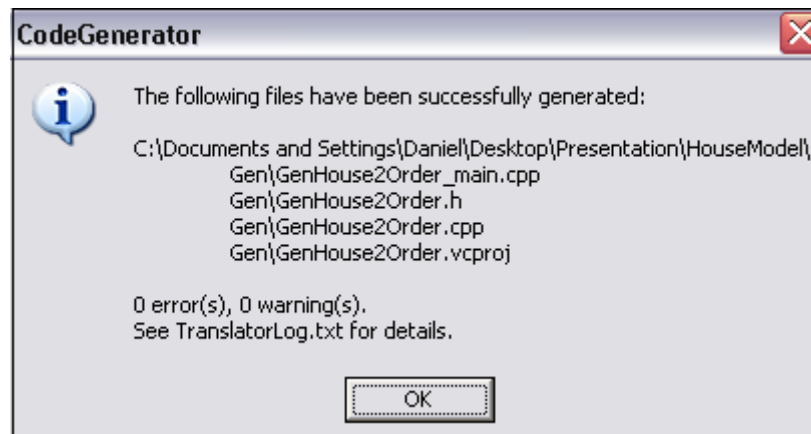 CodeGenerator
The following files have been successfully generated:
C:\Documents and Settings\Daniel\Desktop\Presentation\HouseModel\
Gen\GenHouse2Order_main.cpp
Gen\GenHouse2Order.h
Gen\GenHouse2Order.cpp
Gen\GenHouse2Order.vcproj
0 error(s), 0 warning(s).
See TranslatorLog.txt for details.
OK